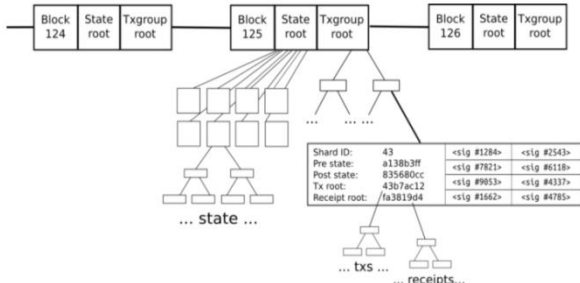 Block 124
State root
Txgroup root
Block 125
State root
Txgroup root
Block 126
State root
Txgroup root
...
... ...
Shard ID: 43
Pre state: a138b3ff
Post state: 835680cc
Tx root: 43b7ac12
Receipt root: fa3819d4
<sig #1284> <sig #2543>
<sig #7821> <sig #6118>
<sig #9053> <sig #4337>
<sig #1662> <sig #4785>
... state ...
... txs ...
... receipts...